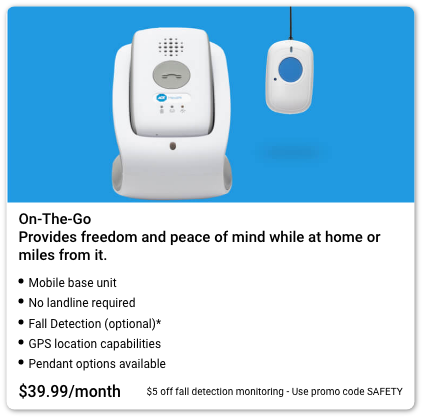 On-The-Go
Provides freedom and peace of mind while at home or
miles from it.
• Mobile base unit
• No landline required
• Fall Detection (optional)*
• GPS location capabilities
• Pendant options available
$39.99/month
$5 off fall detection monitoring - Use promo code SAFETY